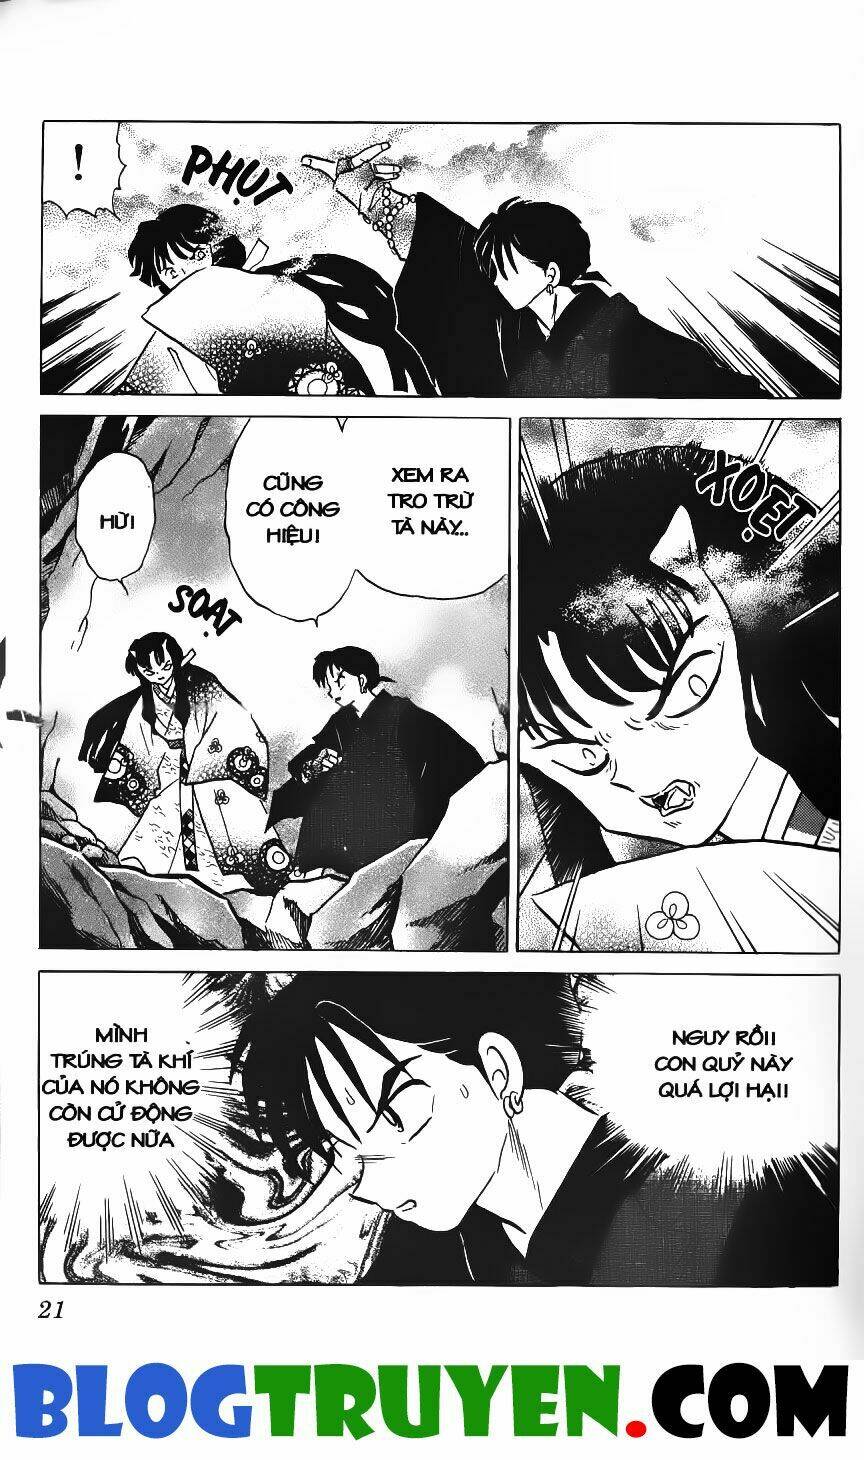 !
PHỤT
XOẸT
XEM RA
TRO TRỪ
TÀ NÀY...
CŨNG
CÓ CÔNG
HIỆU!
HỪ!
SOẠT
NGUY RỒI!
CON QUỶ NÀY
QUÁ LỢI HẠI!
MÌNH
TRÚNG TÀ KHÍ
CỦA NÓ KHÔNG
CÒN CỬ ĐỘNG
ĐƯỢC NỮA
21
BLOGTRUYEN.COM